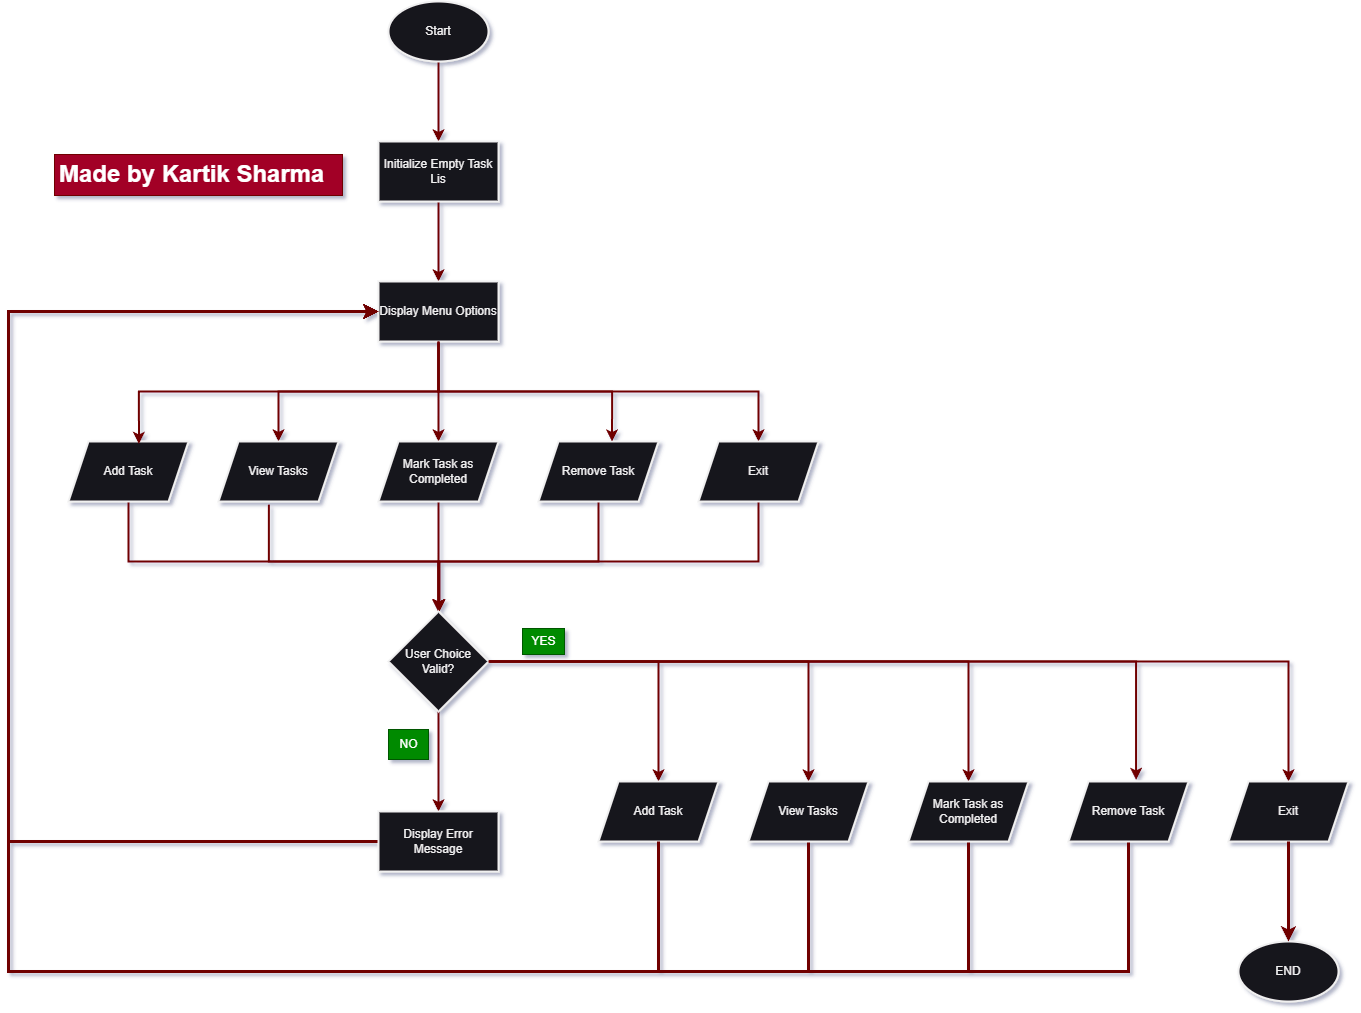 Start
Made by Kartik Sharma
Initialize Empty Task
Lis
Display Menu Options
Add Task
View Tasks
Mark Task as
Completed
Remove Task
Exit
User Choice
Valid?
YES
NO
Display Error
Message
Add Task
View Tasks
Mark Task as
Completed
Remove Task
Exit
END